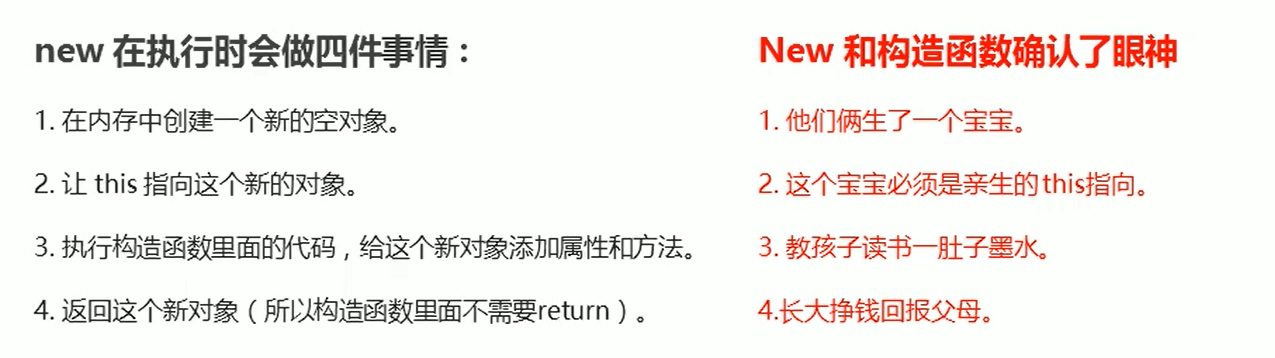 new 在执行时会做四件事情：
1. 在内存中创建一个新的空对象。
2. 让 this 指向这个新的对象。
3. 执行构造函数里面的代码，给这个新对象添加属性和方法。
4. 返回这个新对象（所以构造函数里面不需要return）。
New 和构造函数确认了眼神
1. 他们俩生了一个宝宝。
2. 这个宝宝必须是亲生的 this指向。
3. 教孩子读书一肚子墨水。
4.长大挣钱回报父母。